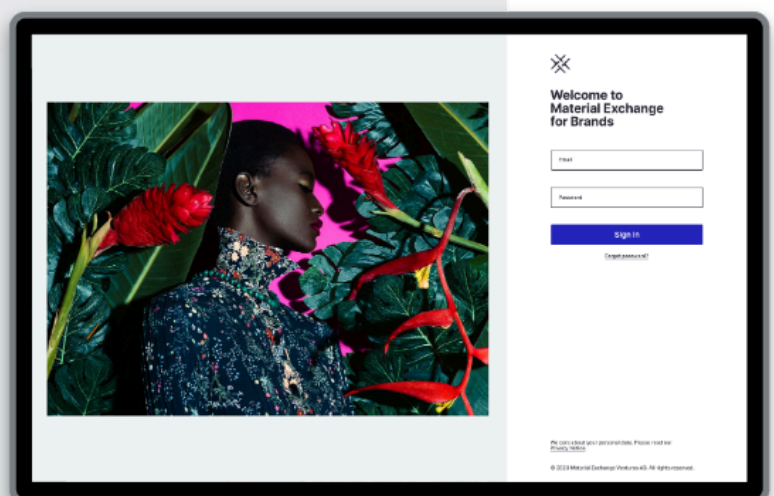 Welcome to
Material Exchange
for Brands
Email
Password
Sign in
Forgot password?
We care about your personal data. Please read our
Privacy Notice
© 2023 Material Exchange Ventures AB. All rights reserved.